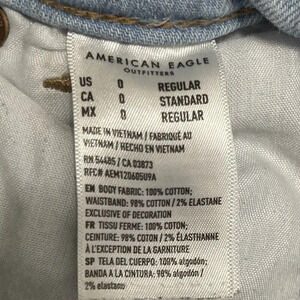 AMERICAN EAGLE
OUTFITTERS
US 0 REGULAR
CA 0 STANDARD
MX 0 REGULAR
MADE IN VIETNAM / FABRIQUÉ AU
VIETNAM / HECHO EN VIETNAM
RN 54485 / CA 03873
RFC# AEM120605U9A
EN BODY FABRIC: 100% COTTON;
WAISTBAND: 98% COTTON / 2% ELASTANE
EXCLUSIVE OF DECORATION
FR TISSU FERME: 100% COTON;
CEINTURE: 98% COTON / 2% ÉLASTHANNE
À L'EXCEPTION DE LA GARNITURE
SP TELA DEL CUERPO: 100% algodón;
BANDA A LA CINTURA: 98% algodón /
2% elastano